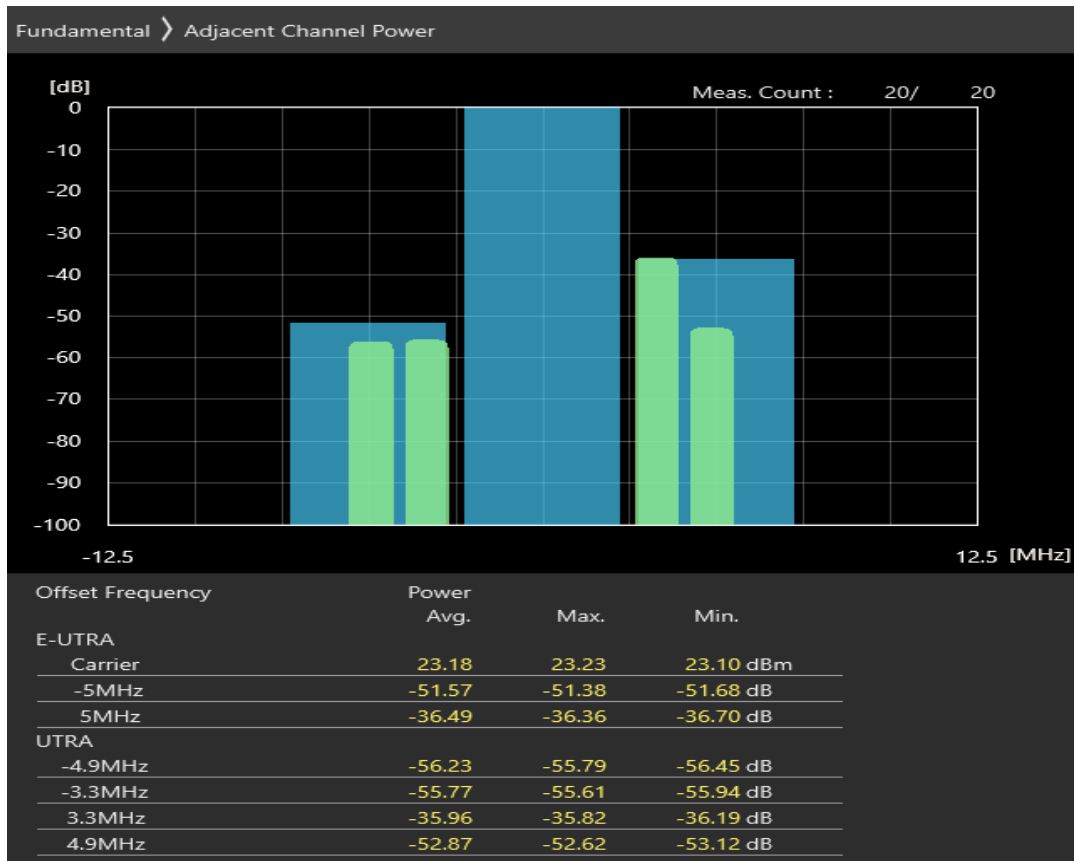 Fundamental ❯ Adjacent Channel Power
[dB]
Meas. Count : 20/ 20
0
-10
-20
-30
-40
-50
-60
-70
-80
-90
-100
-12.5 12.5 [MHz]
Offset Frequency Power
Avg. Max. Min.
E-UTRA
Carrier 23.18 23.23 23.10 dBm
-5MHz -51.57 -51.38 -51.68 dB
5MHz -36.49 -36.36 -36.70 dB
UTRA
-4.9MHz -56.23 -55.79 -56.45 dB
-3.3MHz -55.77 -55.61 -55.94 dB
3.3MHz -35.96 -35.82 -36.19 dB
4.9MHz -52.87 -52.62 -53.12 dB